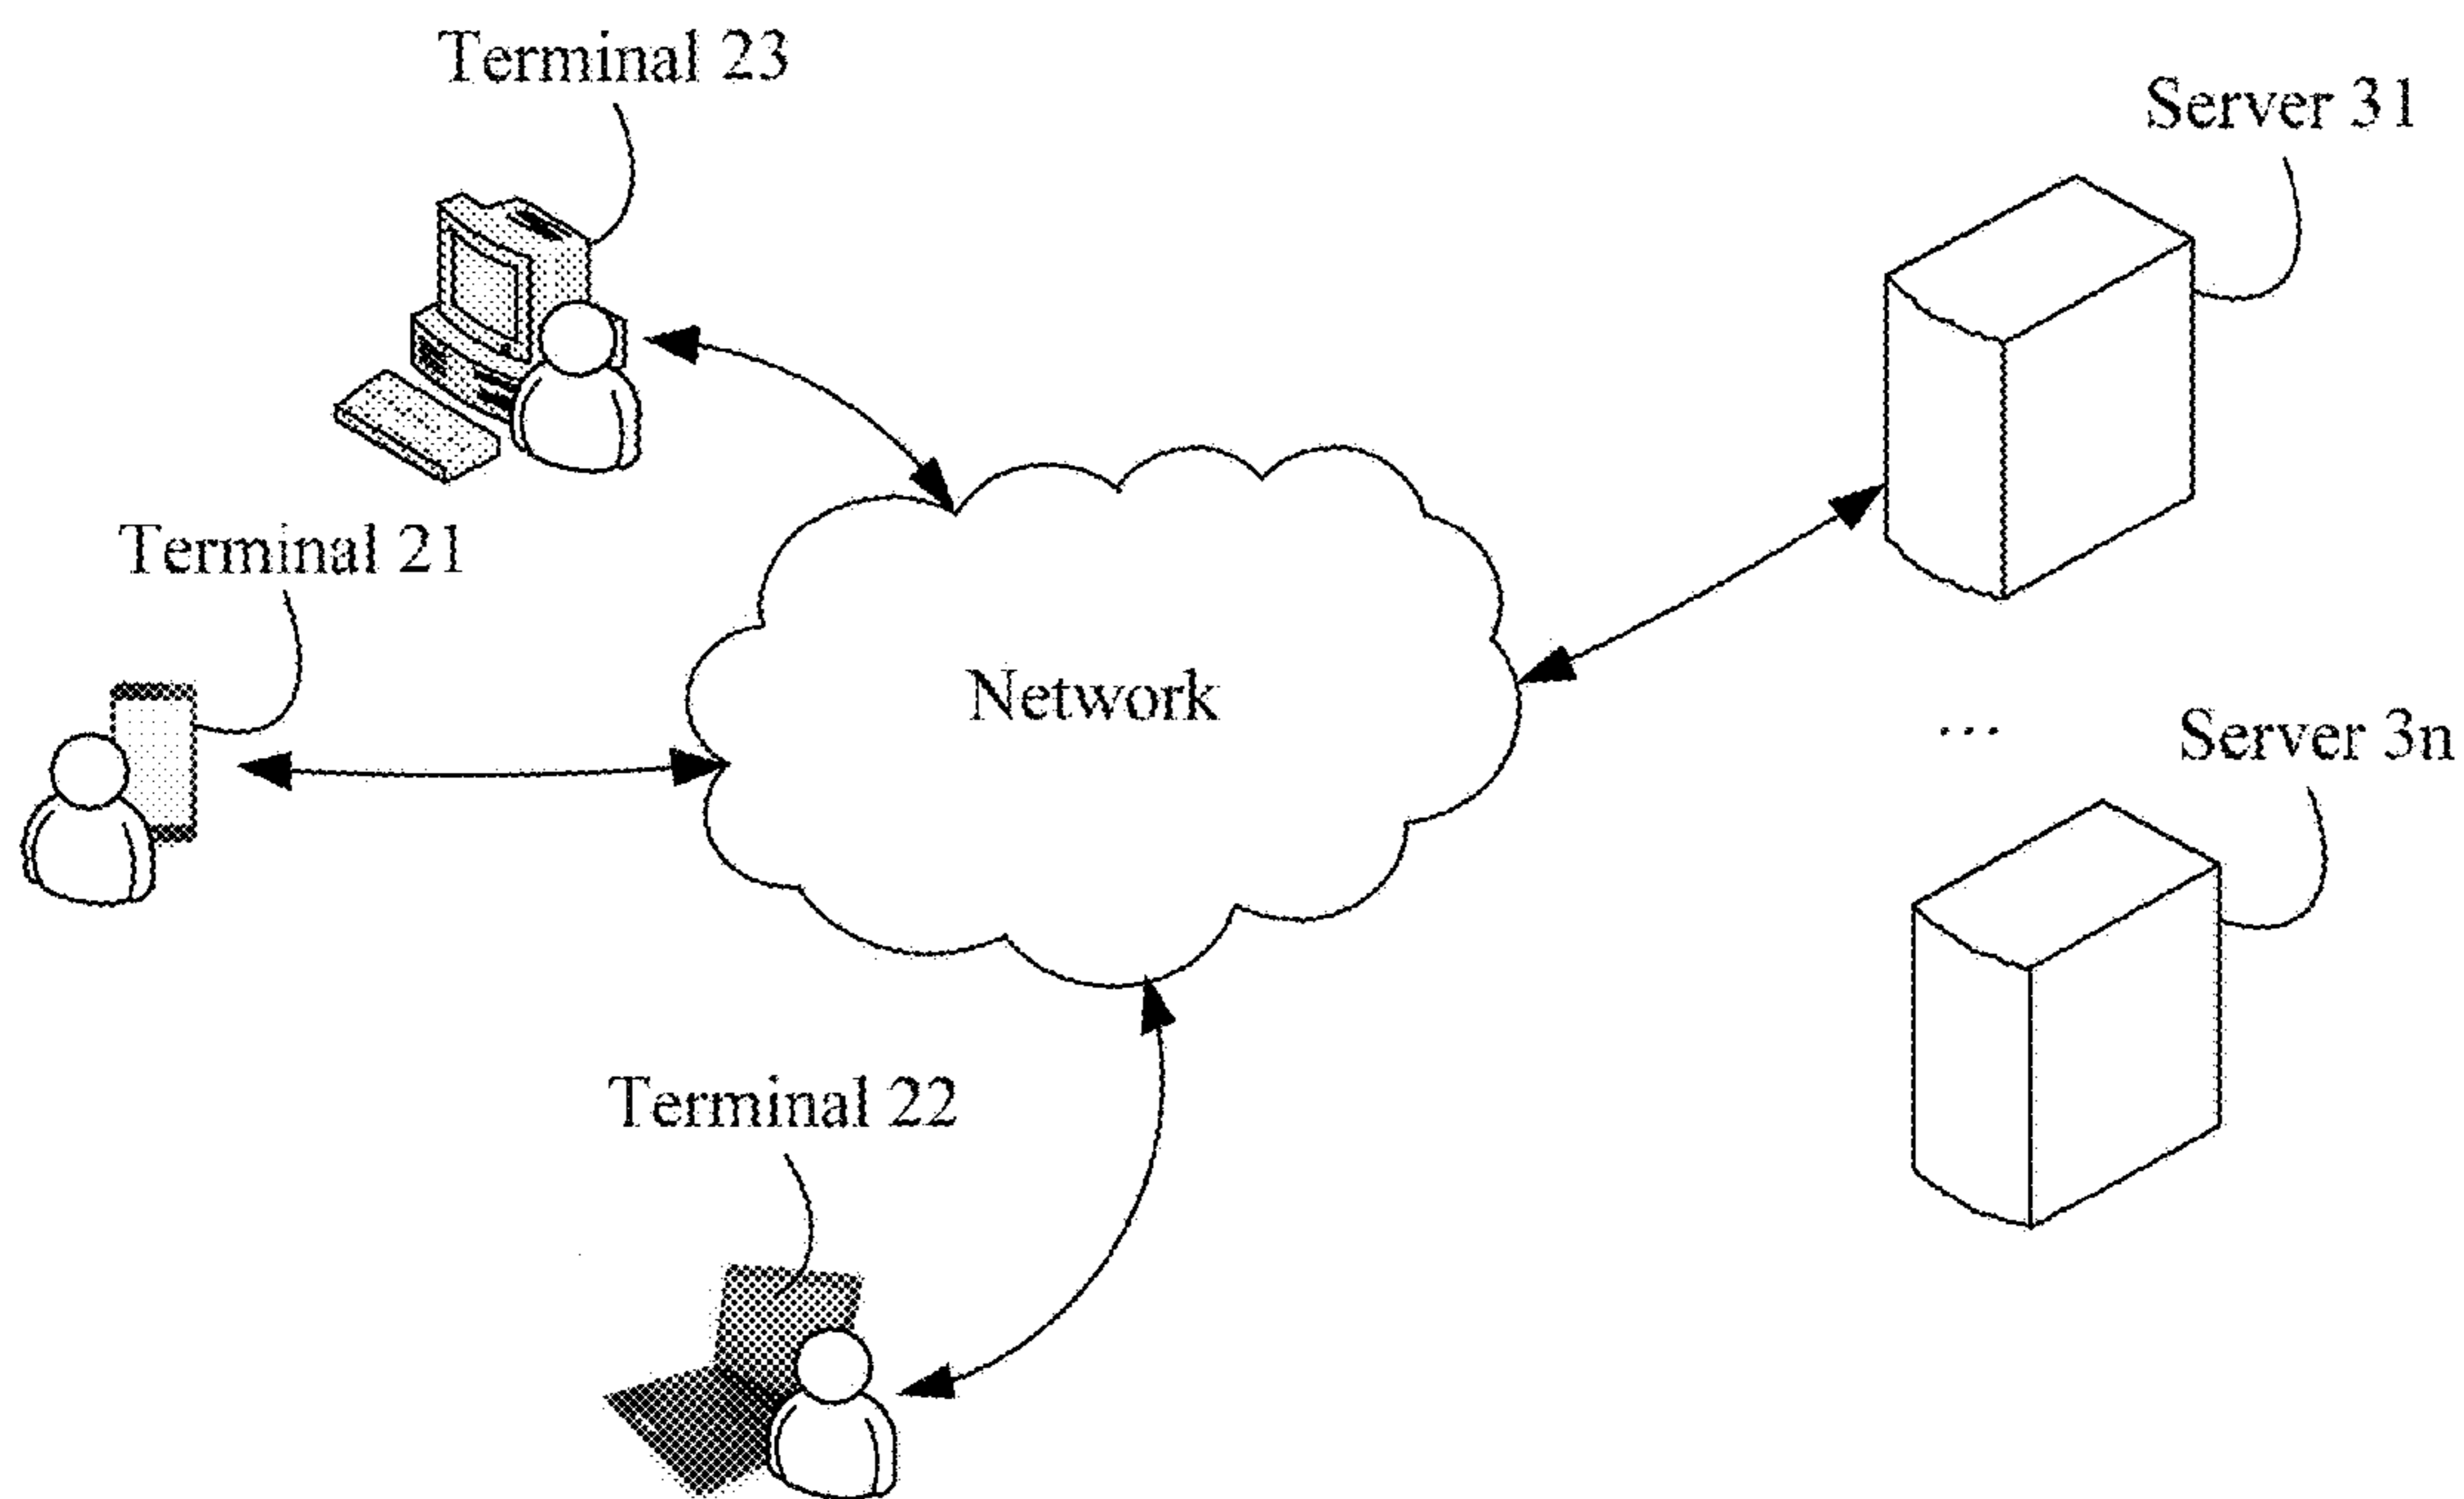 Terminal 23
Server 31
Terminal 21
Network
...
Server 3n
Terminal 22